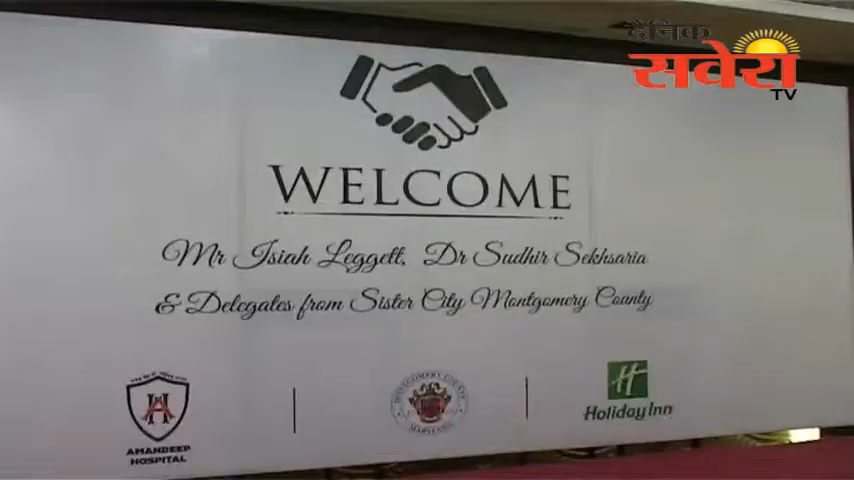 दैनिक
सवेरा
TV
WELCOME
Mr Isiah Leggett, Dr Sudhir Sekhsaria
& Delegates from Sister City Montgomery County
AMANDEEP
HOSPITAL
MONTGOMERY COUNTY
MARYLAND
H
Holiday Inn